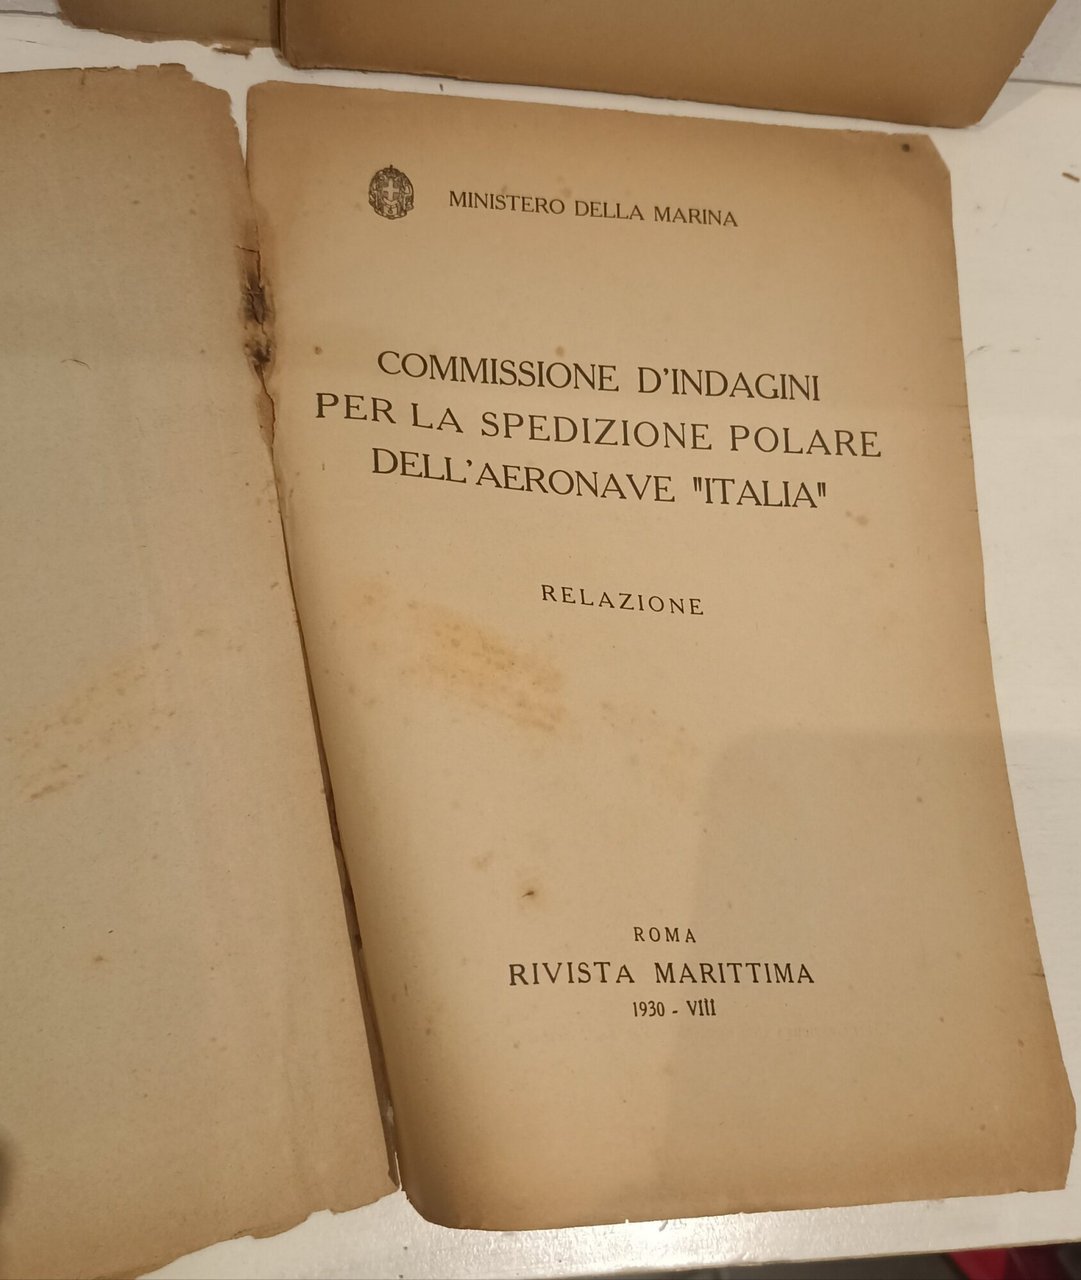 MINISTERO DELLA MARINA
COMMISSIONE D'INDAGINI
PER LA SPEDIZIONE POLARE
DELL'AERONAVE "ITALIA"
RELAZIONE
ROMA
RIVISTA MARITTIMA
1930 - VIII